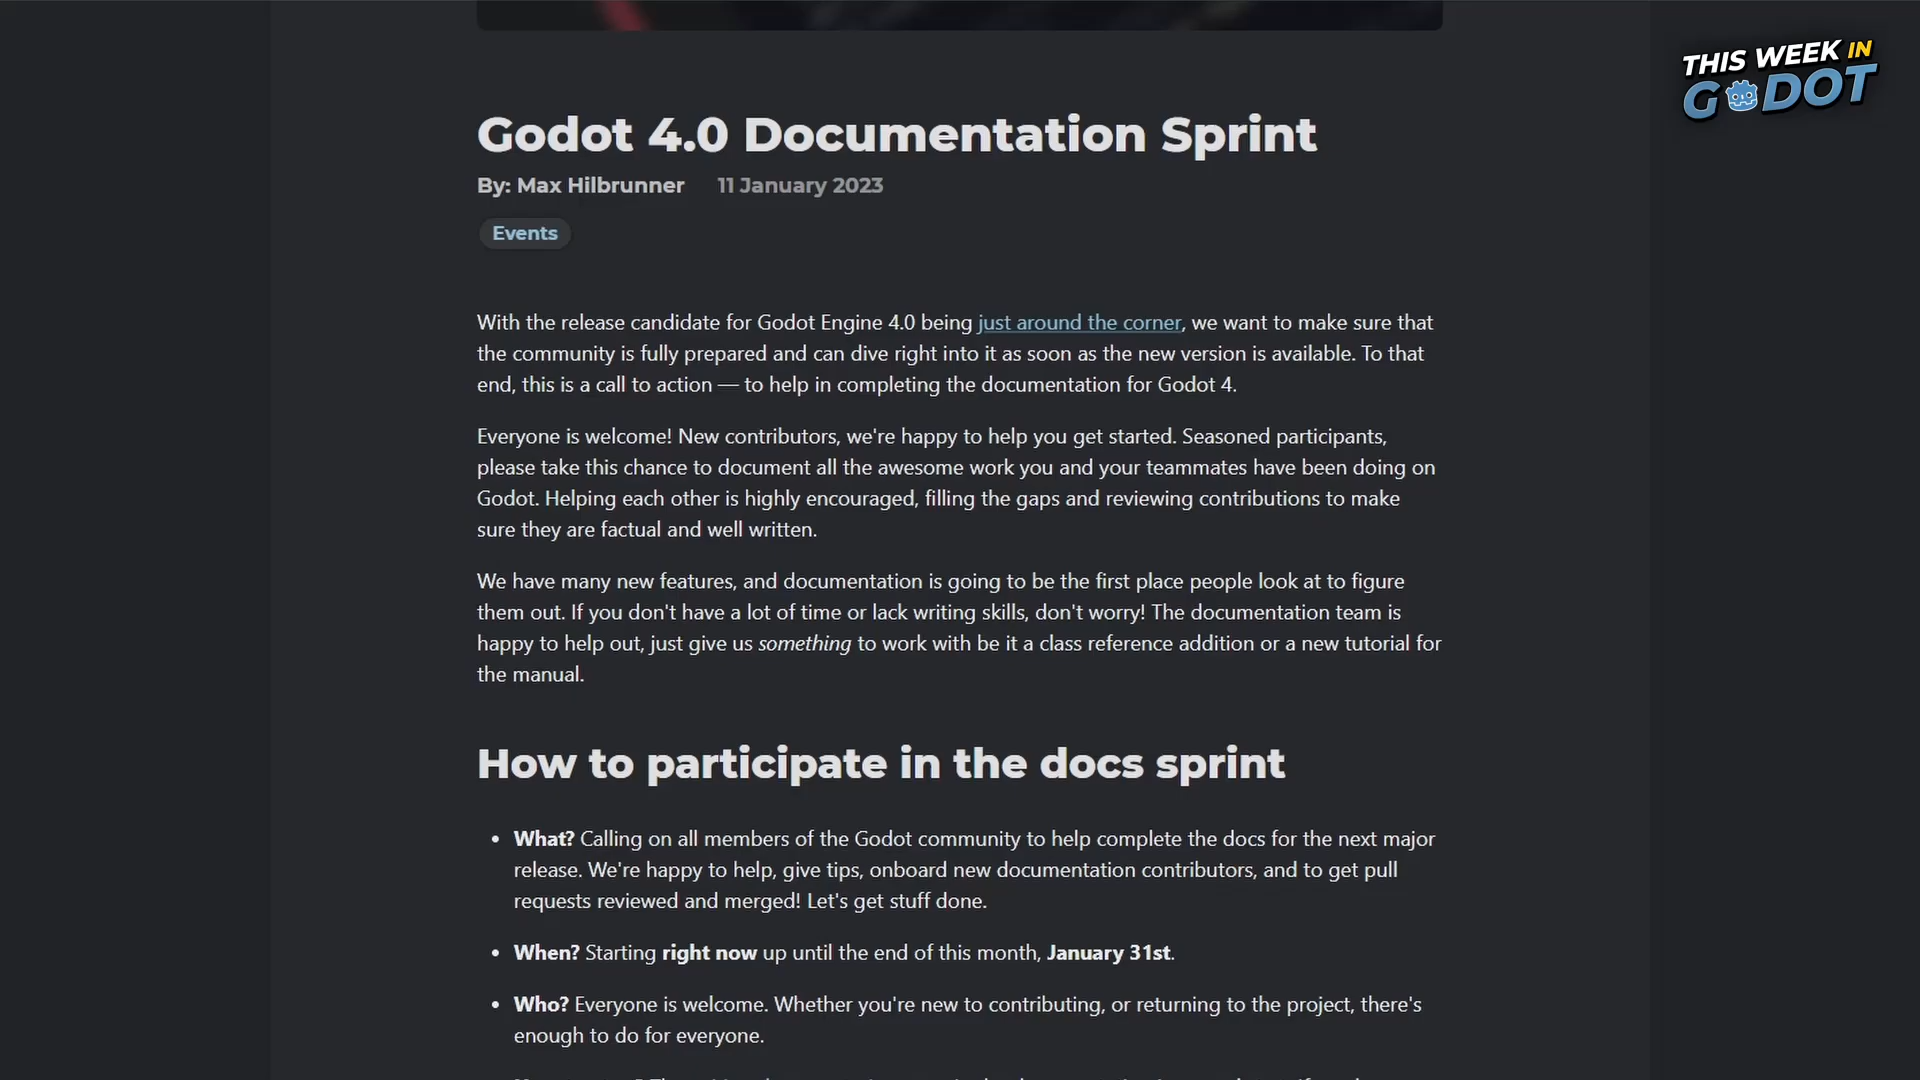 THIS WEEK IN
GODOT
Godot 4.0 Documentation Sprint
By: Max Hilbrunner 11 January 2023
Events
With the release candidate for Godot Engine 4.0 being just around the corner, we want to make sure that
the community is fully prepared and can dive right into it as soon as the new version is available. To that
end, this is a call to action — to help in completing the documentation for Godot 4.
Everyone is welcome! New contributors, we're happy to help you get started. Seasoned participants,
please take this chance to document all the awesome work you and your teammates have been doing on
Godot. Helping each other is highly encouraged, filling the gaps and reviewing contributions to make
sure they are factual and well written.
We have many new features, and documentation is going to be the first place people look at to figure
them out. If you don't have a lot of time or lack writing skills, don't worry! The documentation team is
happy to help out, just give us something to work with be it a class reference addition or a new tutorial for
the manual.
How to participate in the docs sprint
• What? Calling on all members of the Godot community to help complete the docs for the next major
release. We're happy to help, give tips, onboard new documentation contributors, and to get pull
requests reviewed and merged! Let's get stuff done.
• When? Starting right now up until the end of this month, January 31st.
• Who? Everyone is welcome. Whether you're new to contributing, or returning to the project, there's
enough to do for everyone.